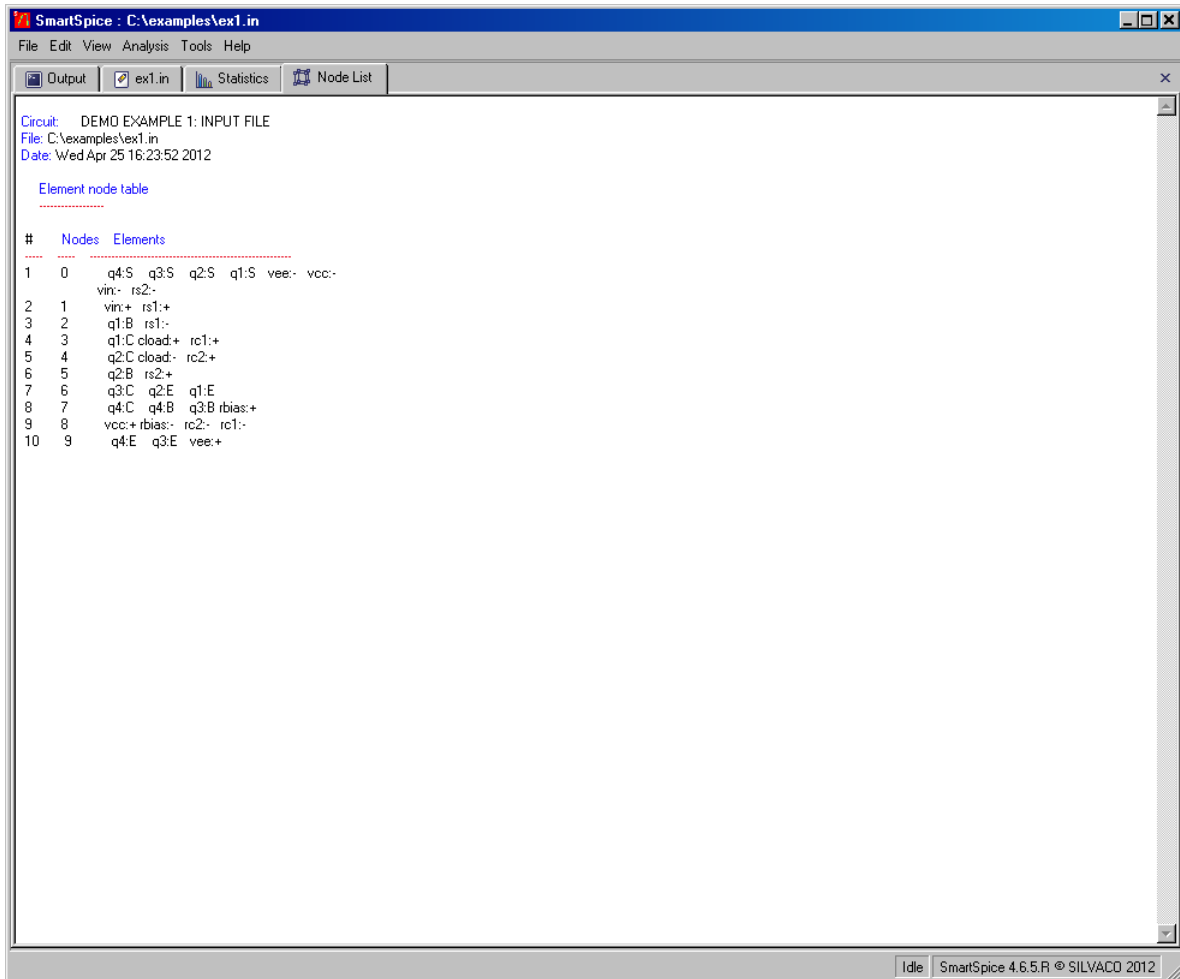 SmartSpice : C:\examples\ex1.in
File Edit View Analysis Tools Help
Output ex1.in Statistics Node List
Circuit: DEMO EXAMPLE 1: INPUT FILE
File: C:\examples\ex1.in
Date: Wed Apr 25 16:23:52 2012
Element node table
-----------------
# Nodes Elements
----- ----- --------------------------------------------------------
1 0 q4:S q3:S q2:S q1:S vee:- vcc:-
vin:- rs2:-
2 1 vin:+ rs1:+
3 2 q1:B rs1:-
4 3 q1:C cload:+ rc1:+
5 4 q2:C cload:- rc2:+
6 5 q2:B rs2:+
7 6 q3:C q2:E q1:E
8 7 q4:C q4:B q3:B rbias:+
9 8 vcc:+ rbias:- rc2:- rc1:-
10 9 q4:E q3:E vee:+
Idle SmartSpice 4.6.5.R © SILVACO 2012